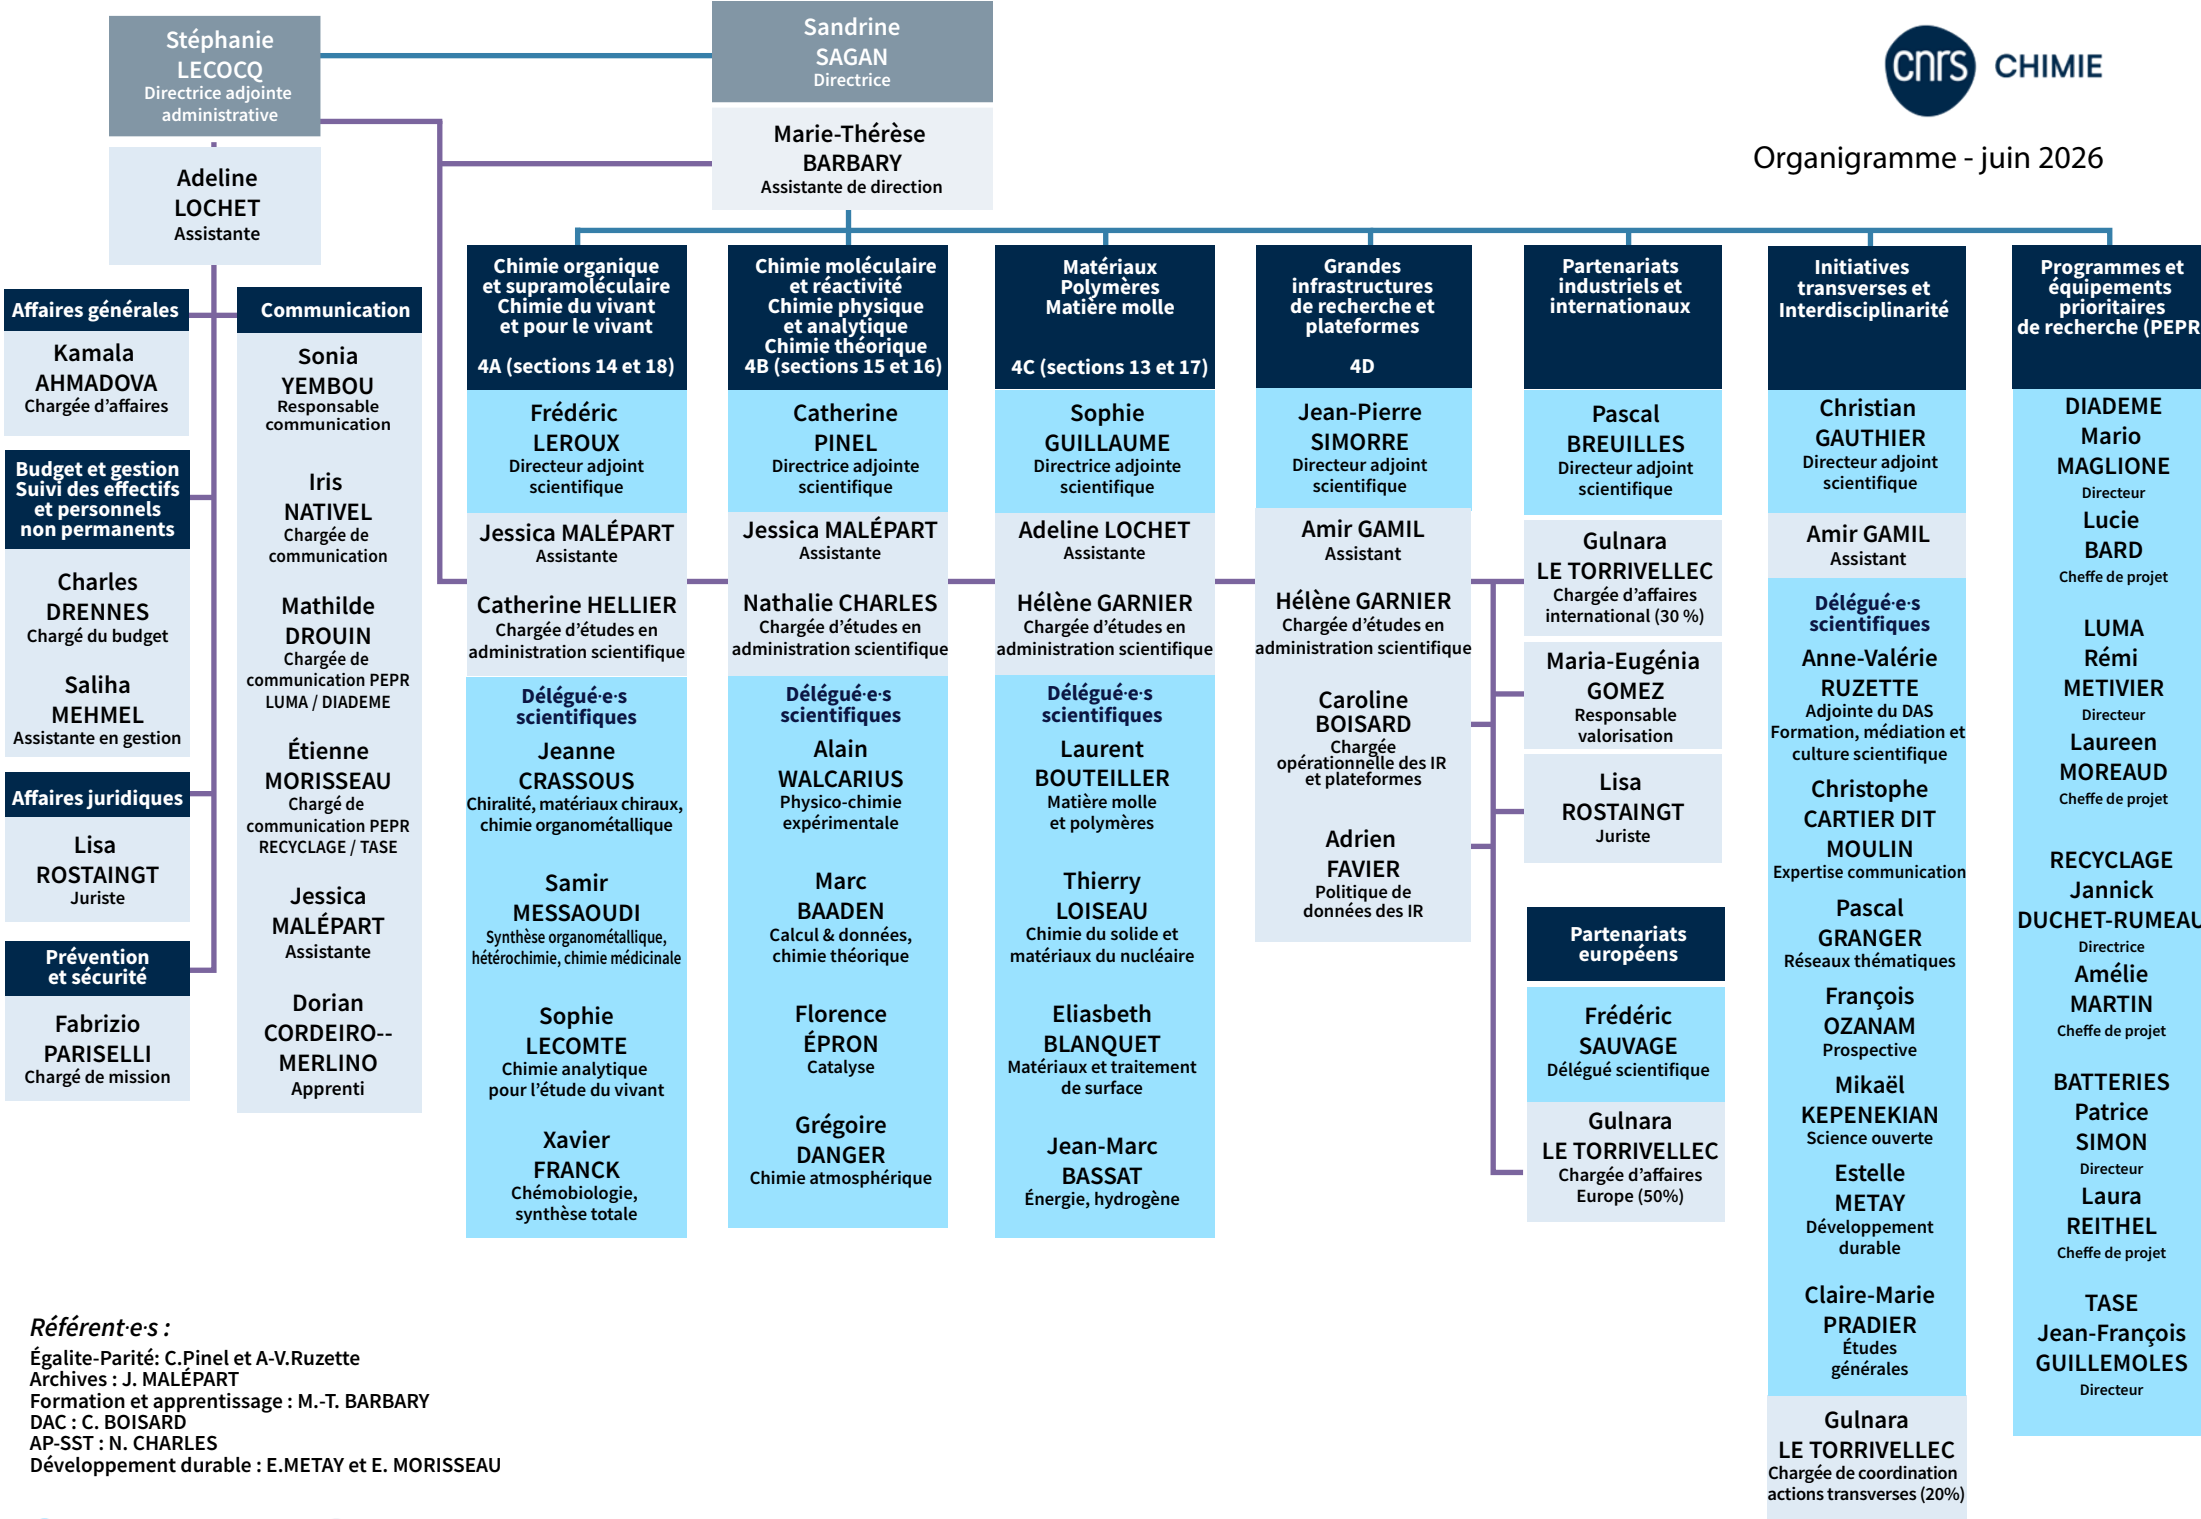 Stéphanie
LECOCQ
Directrice adjointe
administrative
Sandrine
SAGAN
Directrice
cnrs CHIMIE
Organigramme - juin 2026
Marie-Thérèse
BARBARY
Assistante de direction
Adeline
LOCHET
Assistante
Affaires générales
Kamala
AHMADOVA
Chargée d'affaires
Budget et gestion
Suivi des effectifs
et personnels
non permanents
Charles
DRENNES
Chargé du budget
Saliha
MEHMEL
Assistante en gestion
Affaires juridiques
Lisa
ROSTAINGT
Juriste
Prévention
et sécurité
Fabrizio
PARISELLI
Chargé de mission
Communication
Sonia
YEMBOU
Responsable
communication
Iris
NATIVEL
Chargée de
communication
Mathilde
DROUIN
Chargée de
communication PEPR
LUMA / DIADEME
Étienne
MORISSEAU
Chargé de
communication PEPR
RECYCLAGE / TASE
Jessica
MALÉPART
Assistante
Dorian
CORDEIRO--
MERLINO
Apprenti
Chimie organique
et supramoléculaire
Chimie du vivant
et pour le vivant
4A (sections 14 et 18)
Frédéric
LEROUX
Directeur adjoint
scientifique
Jessica MALÉPART
Assistante
Catherine HELLIER
Chargée d'études en
administration scientifique
Délégué·e·s
scientifiques
Jeanne
CRASSOUS
Chiralité, matériaux chiraux,
chimie organométallique
Samir
MESSAOUDI
Synthèse organométallique,
hétérochimie, chimie médicinale
Sophie
LECOMTE
Chimie analytique
pour l'étude du vivant
Xavier
FRANCK
Chémobiologie,
synthèse totale
Chimie moléculaire
et réactivité
Chimie physique
et analytique
Chimie théorique
4B (sections 15 et 16)
Catherine
PINEL
Directrice adjointe
scientifique
Jessica MALÉPART
Assistante
Nathalie CHARLES
Chargée d'études en
administration scientifique
Délégué·e·s
scientifiques
Alain
WALCARIUS
Physico-chimie
expérimentale
Marc
BAADEN
Calcul & données,
chimie théorique
Florence
ÉPRON
Catalyse
Grégoire
DANGER
Chimie atmosphérique
Matériaux
Polymères
Matière molle
4C (sections 13 et 17)
Sophie
GUILLAUME
Directrice adjointe
scientifique
Adeline LOCHET
Assistante
Hélène GARNIER
Chargée d'études en
administration scientifique
Délégué·e·s
scientifiques
Laurent
BOUTEILLER
Matière molle
et polymères
Thierry
LOISEAU
Chimie du solide et
matériaux du nucléaire
Eliasbeth
BLANQUET
Matériaux et traitement
de surface
Jean-Marc
BASSAT
Énergie, hydrogène
Grandes
infrastructures
de recherche et
plateformes
4D
Jean-Pierre
SIMORRE
Directeur adjoint
scientifique
Amir GAMIL
Assistant
Hélène GARNIER
Chargée d'études en
administration scientifique
Caroline
BOISARD
Chargée
opérationnelle des IR
et plateformes
Adrien
FAVIER
Politique de
données des IR
Partenariats
industriels et
internationaux
Pascal
BREUILLES
Directeur adjoint
scientifique
Gulnara
LE TORRIVELLEC
Chargée d'affaires
international (30 %)
Maria-Eugénia
GOMEZ
Responsable
valorisation
Lisa
ROSTAINGT
Juriste
Partenariats
européens
Frédéric
SAUVAGE
Délégué scientifique
Gulnara
LE TORRIVELLEC
Chargée d'affaires
Europe (50%)
Initiatives
transverses et
Interdisciplinarité
Christian
GAUTHIER
Directeur adjoint
scientifique
Amir GAMIL
Assistant
Délégué·e·s
scientifiques
Anne-Valérie
RUZETTE
Adjointe du DAS
Formation, médiation et
culture scientifique
Christophe
CARTIER DIT
MOULIN
Expertise communication
Pascal
GRANGER
Réseaux thématiques
François
OZANAM
Prospective
Mikaël
KEPENEKIAN
Science ouverte
Estelle
METAY
Développement
durable
Claire-Marie
PRADIER
Études
générales
Gulnara
LE TORRIVELLEC
Chargée de coordination
actions transverses (20%)
Programmes et
équipements
prioritaires
de recherche (PEPR
DIADEME
Mario
MAGLIONE
Directeur
Lucie
BARD
Cheffe de projet
LUMA
Rémi
METIVIER
Directeur
Laureen
MOREAUD
Cheffe de projet
RECYCLAGE
Jannick
DUCHET-RUMEAU
Directrice
Amélie
MARTIN
Cheffe de projet
BATTERIES
Patrice
SIMON
Directeur
Laura
REITHEL
Cheffe de projet
TASE
Jean-François
GUILLEMOLES
Directeur
Référent·e·s :
Égalite-Parité: C.Pinel et A-V.Ruzette
Archives : J. MALÉPART
Formation et apprentissage : M.-T. BARBARY
DAC : C. BOISARD
AP-SST : N. CHARLES
Développement durable : E.METAY et E. MORISSEAU